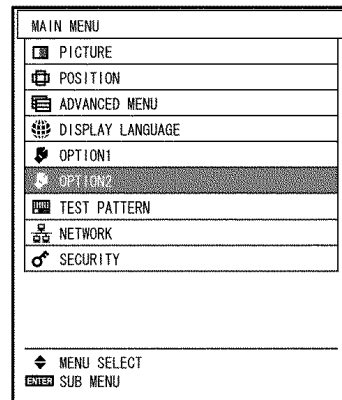 MAIN MENU
PICTURE
POSITION
ADVANCED MENU
DISPLAY LANGUAGE
OPTION1
OPTION2
TEST PATTERN
NETWORK
SECURITY
MENU SELECT
ENTER SUB MENU